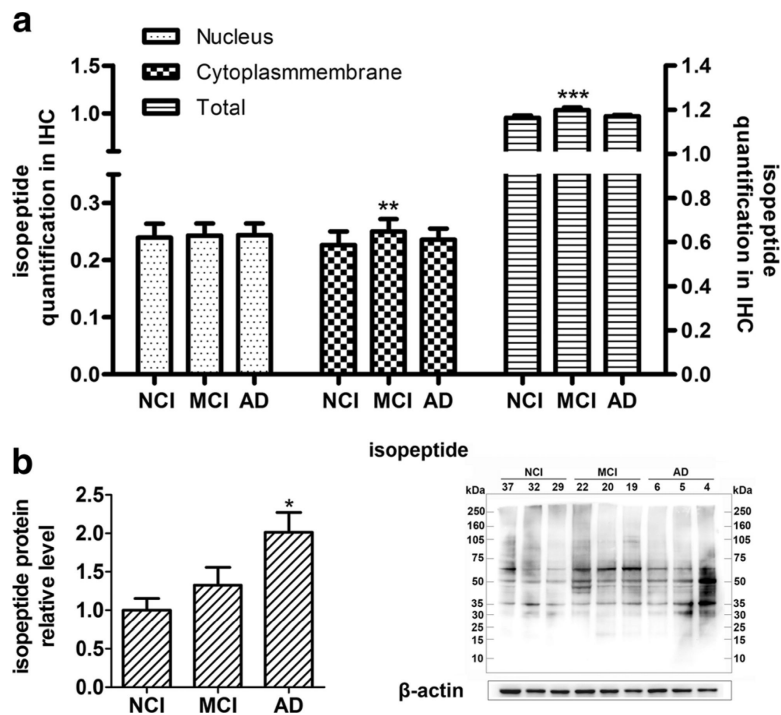 a
Nucleus
Cytoplasmmembrane
Total
isopeptide
quantification in IHC
1.5
1.0
0.3
0.2
0.1
0.0
**
***
1.4
1.2
1.0
0.8
0.6
0.4
0.2
0.0
isopeptide
quantification in IHC
NCI MCI AD NCI MCI AD NCI MCI AD
b
isopeptide protein
relative level
2.5
2.0
1.5
1.0
0.5
0.0
*
NCI MCI AD
isopeptide
NCI MCI AD
kDa 37 32 29 22 20 19 6 5 4 kDa
250 250
160 160
105 105
75 75
50 50
35 35
30 30
25 25
15 15
10 10
β-actin